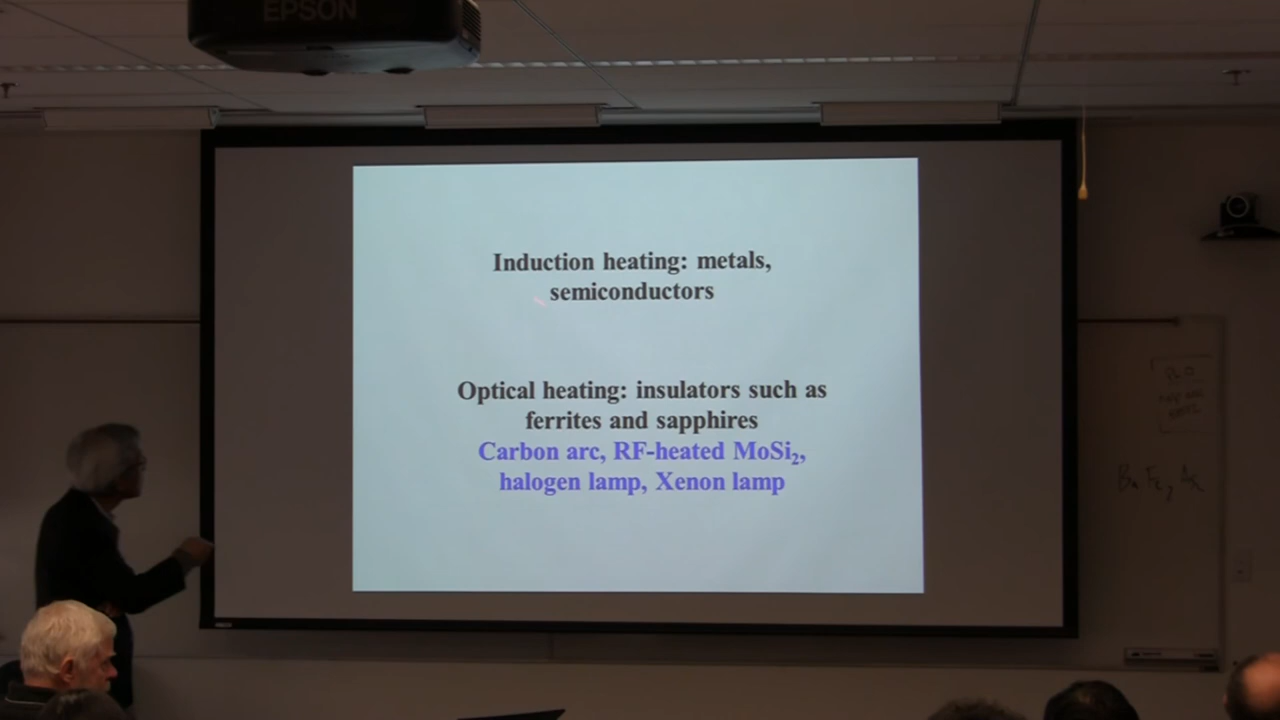 EPSON
Induction heating: metals,
semiconductors
Optical heating: insulators such as
ferrites and sapphires
Carbon arc, RF-heated MoSi₂,
halogen lamp, Xenon lamp